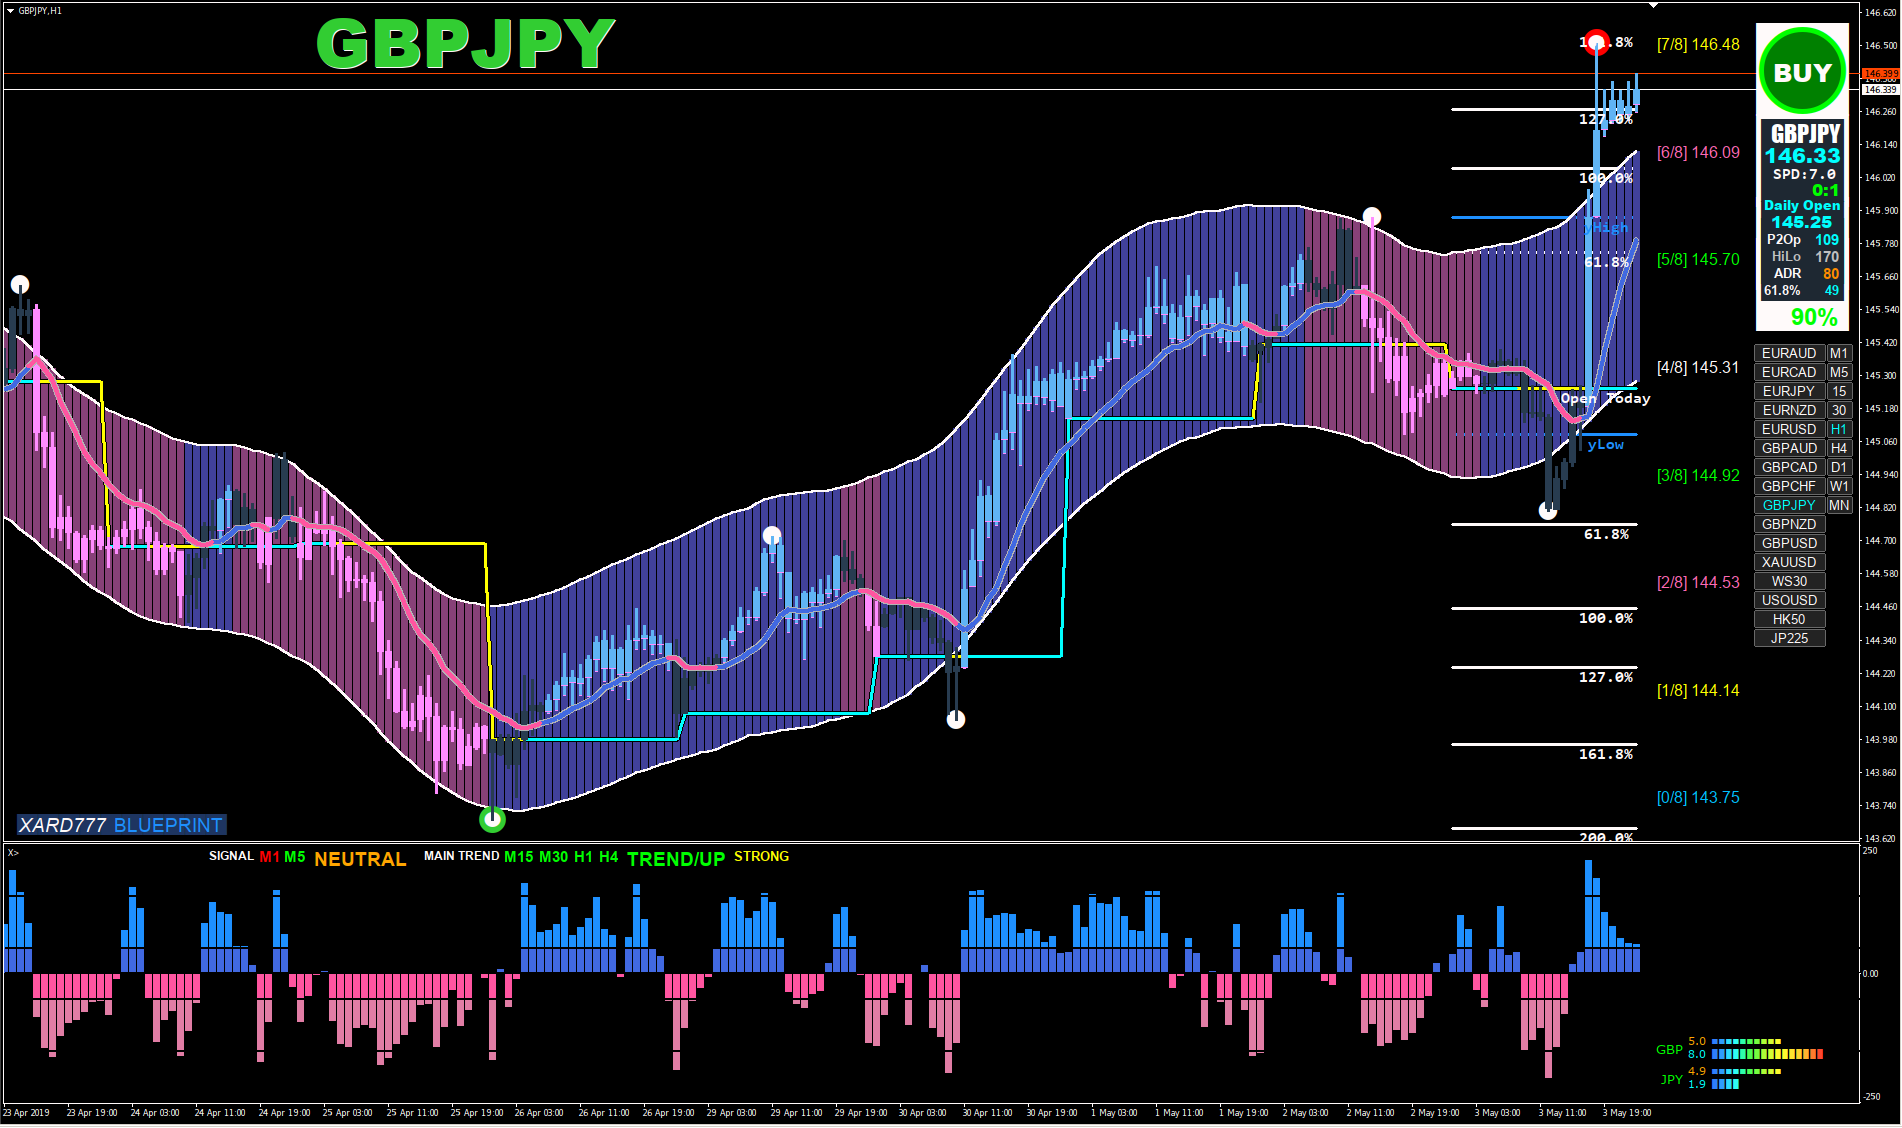 GBPJPY,H1
GBPJPY
[7/8] 146.48
[6/8] 146.09
[5/8] 145.70
[4/8] 145.31
[3/8] 144.92
[2/8] 144.53
[1/8] 144.14
[0/8] 143.75
127.0%
100.0%
yHigh
61.8%
Open Today
yLow
61.8%
100.0%
127.0%
161.8%
200.0%
BUY
GBPJPY
146.33
SPD:7.0
0:1
Daily Open
145.25
P2Op 109
HiLo 170
ADR 80
61.8% 49
90%
EURAUD M1
EURCAD M5
EURJPY 15
EURNZD 30
EURUSD H1
GBPAUD H4
GBPCAD D1
GBPCHF W1
GBPJPY MN
GBPNZD
GBPUSD
XAUUSD
WS30
USOUSD
HK50
JP225
146.620
146.500
146.399
146.339
146.260
146.140
146.020
145.900
145.780
145.660
145.540
145.420
145.300
145.180
145.060
144.940
144.820
144.700
144.580
144.460
144.340
144.220
144.100
143.980
143.860
143.740
143.620
XARD777 BLUEPRINT
X>
SIGNAL M1 M5 NEUTRAL MAIN TREND M15 M30 H1 H4 TREND/UP STRONG
250
0.00
-250
GBP 5.0
8.0
JPY 4.9
1.9
23 Apr 2019 23 Apr 19:00 24 Apr 03:00 24 Apr 11:00 24 Apr 19:00 25 Apr 03:00 25 Apr 11:00 25 Apr 19:00 26 Apr 03:00 26 Apr 11:00 26 Apr 19:00 29 Apr 03:00 29 Apr 11:00 29 Apr 19:00 30 Apr 03:00 30 Apr 11:00 30 Apr 19:00 1 May 03:00 1 May 11:00 1 May 19:00 2 May 03:00 2 May 11:00 2 May 19:00 3 May 03:00 3 May 11:00 3 May 19:00